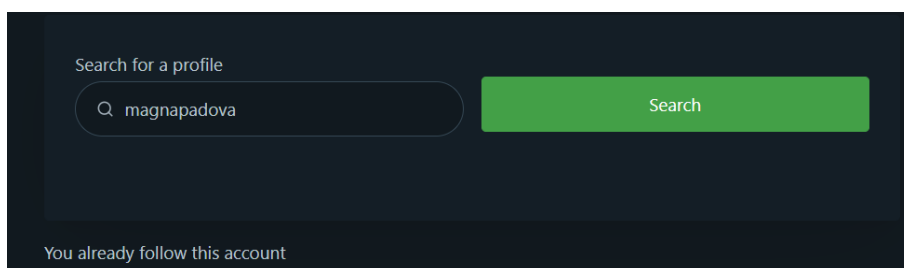 Search for a profile
magnapadova
Search
You already follow this account